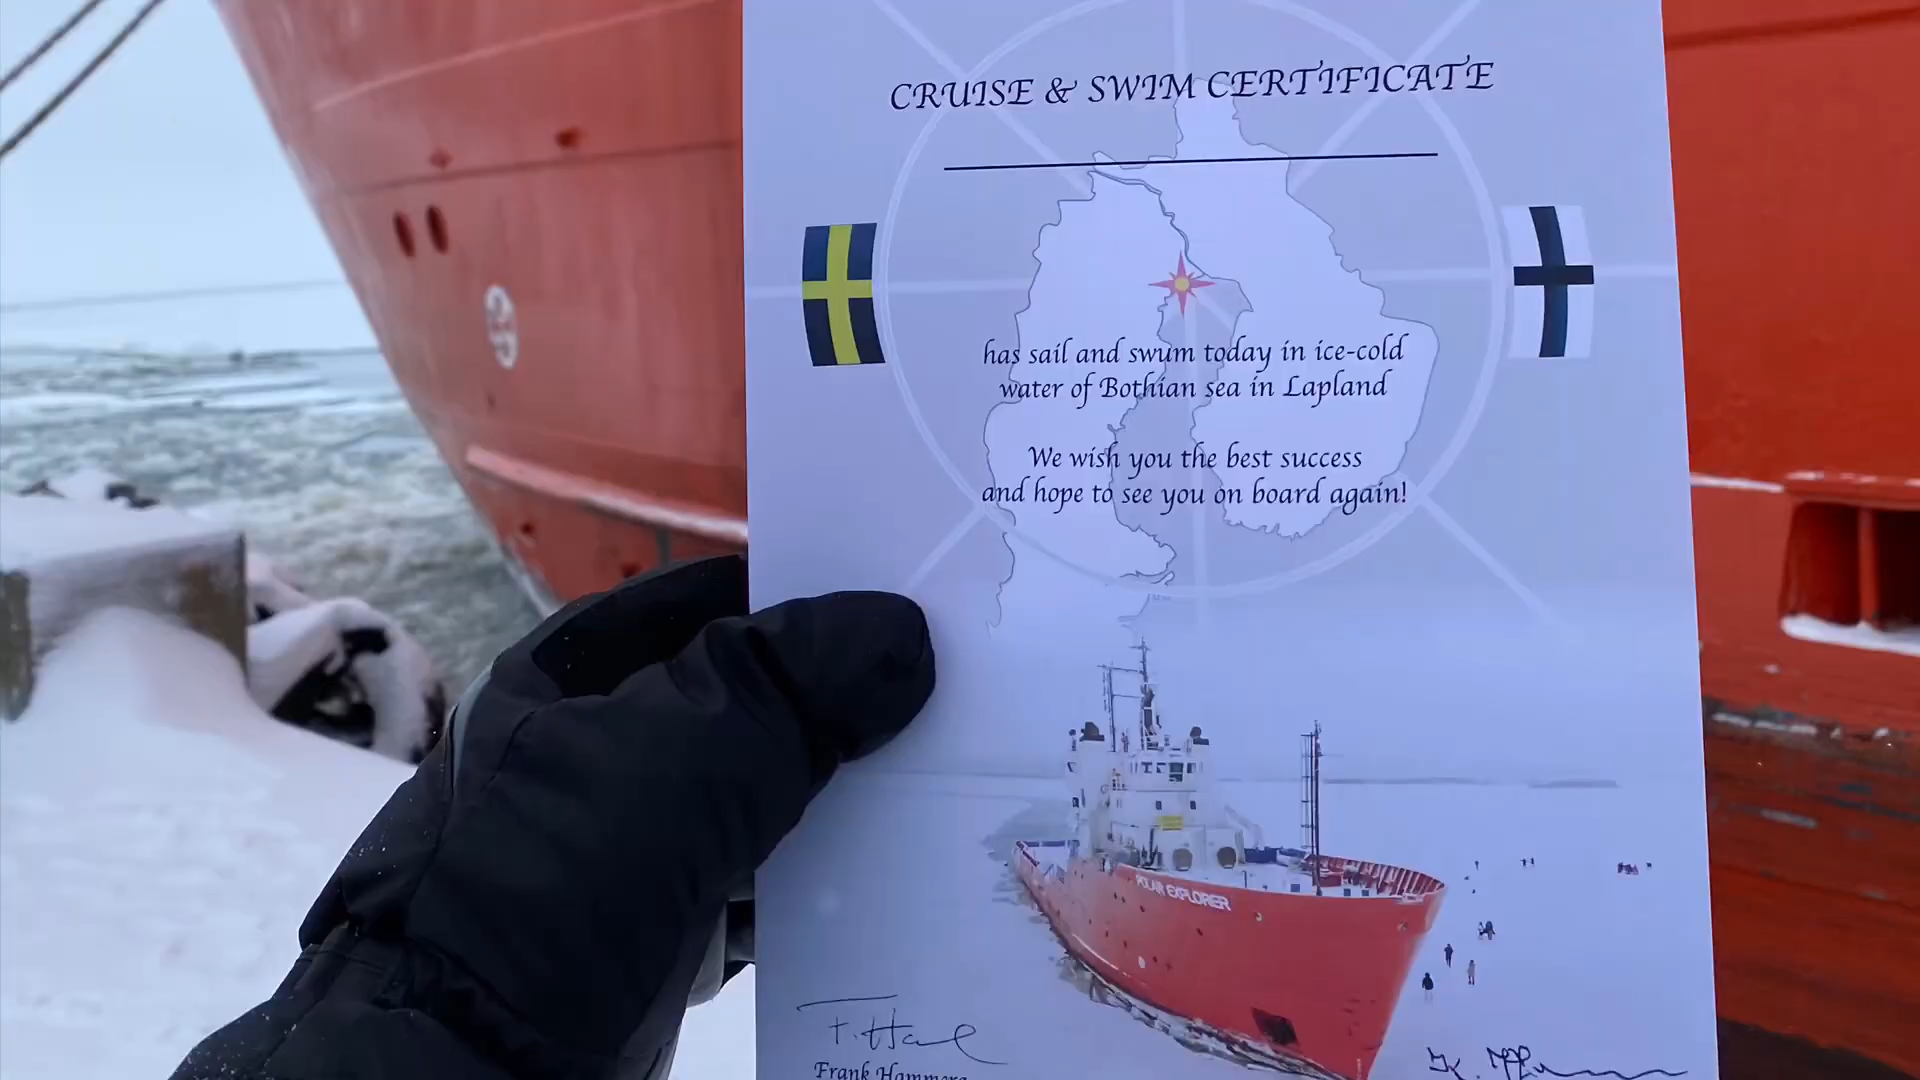 CRUISE & SWIM CERTIFICATE
has sail and swum today in ice-cold
water of Bothian sea in Lapland
We wish you the best success
and hope to see you on board again!
POLAR EXPLORER
Frank